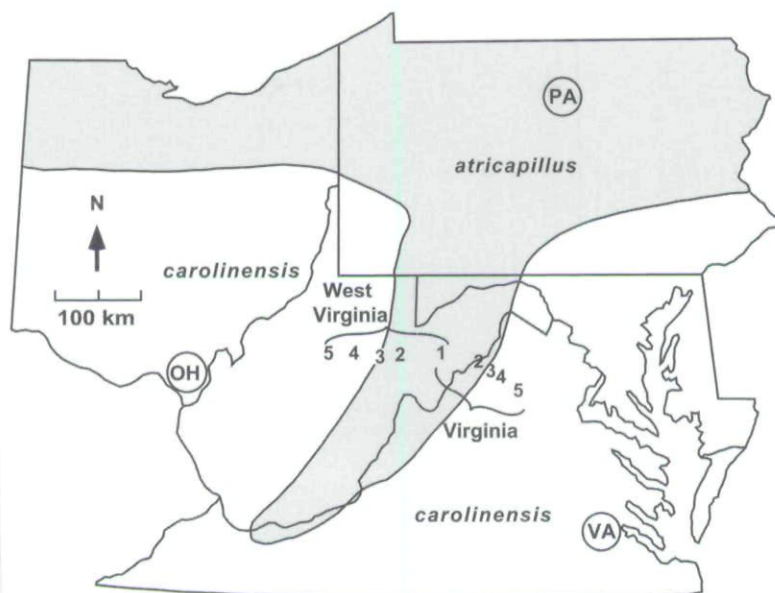 PA
atricapillus
N
carolinensis
100 km
West
Virginia
5 4 3 2 1
2
3
4
5
OH
Virginia
carolinensis
VA